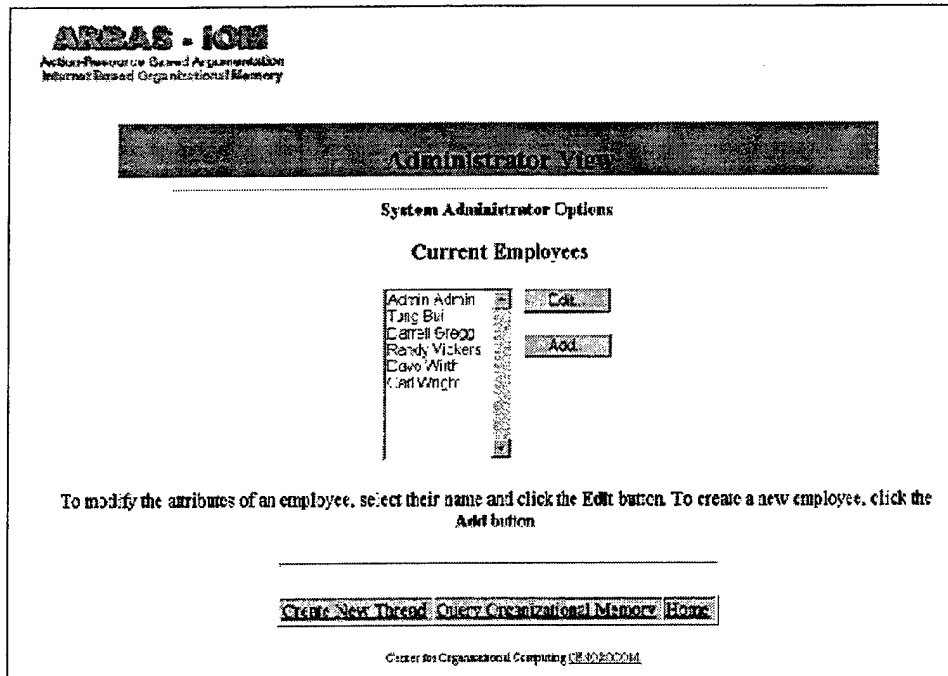 ARBAS - IOM
Action-Resource Based Argumentation
Internet Based Organizational Memory
Administrator View
System Administrator Options
Current Employees
Admin Admin
Edit...
Tung Bui
Darrell Gregg
Add...
Randy Vickers
Dave Wirth
Carl Wright
To modify the attributes of an employee, select their name and click the Edit button. To create a new employee, click the
Add button
Create New Thread Query Organizational Memory Home
Center for Organizational Computing